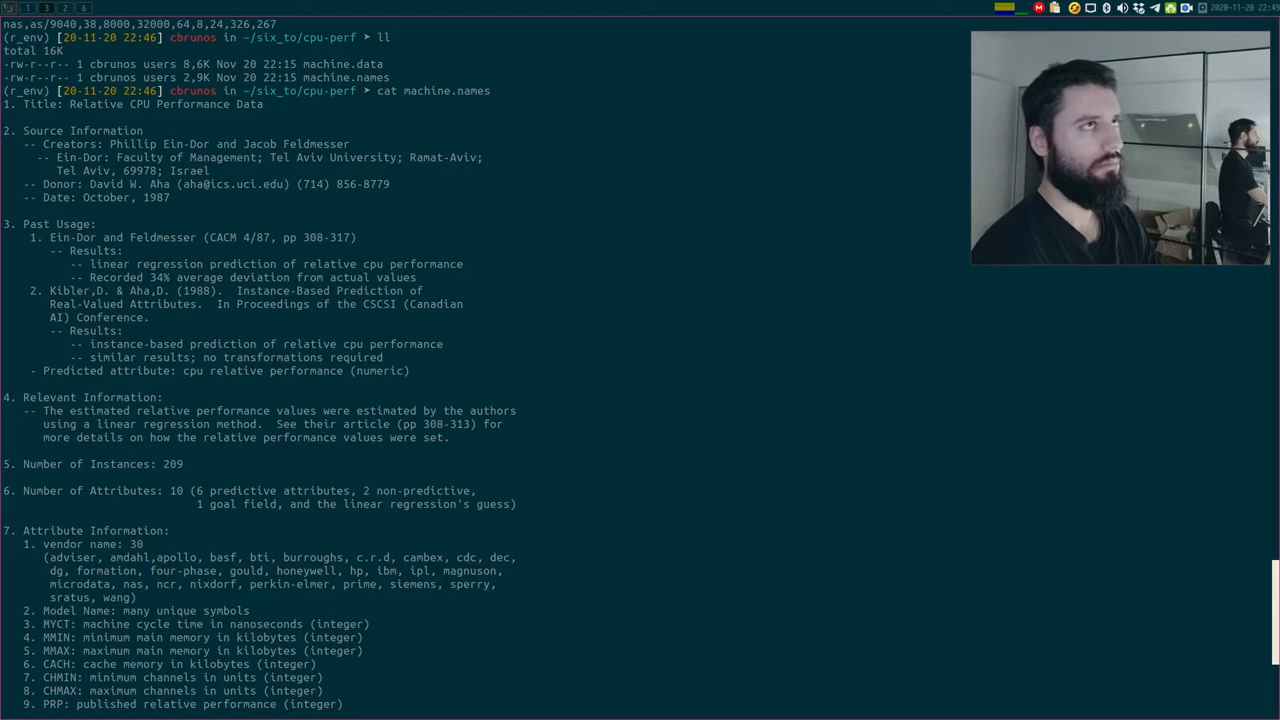 1 3 2 6
2020-11-20 22:49
nas,as/9040,38,8000,32000,64,8,24,326,267
(r_env) [20-11-20 22:46] cbrunos in ~/six_to/cpu-perf ➤ ll
total 16K
-rw-r--r-- 1 cbrunos users 8,6K Nov 20 22:15 machine.data
-rw-r--r-- 1 cbrunos users 2,9K Nov 20 22:15 machine.names
(r_env) [20-11-20 22:46] cbrunos in ~/six_to/cpu-perf ➤ cat machine.names
1. Title: Relative CPU Performance Data
2. Source Information
-- Creators: Phillip Ein-Dor and Jacob Feldmesser
-- Ein-Dor: Faculty of Management; Tel Aviv University; Ramat-Aviv;
Tel Aviv, 69978; Israel
-- Donor: David W. Aha (aha@ics.uci.edu) (714) 856-8779
-- Date: October, 1987
3. Past Usage:
1. Ein-Dor and Feldmesser (CACM 4/87, pp 308-317)
-- Results:
-- linear regression prediction of relative cpu performance
-- Recorded 34% average deviation from actual values
2. Kibler,D. & Aha,D. (1988).  Instance-Based Prediction of
Real-Valued Attributes.  In Proceedings of the CSCSI (Canadian
AI) Conference.
-- Results:
-- instance-based prediction of relative cpu performance
-- similar results; no transformations required
- Predicted attribute: cpu relative performance (numeric)
4. Relevant Information:
-- The estimated relative performance values were estimated by the authors
using a linear regression method.  See their article (pp 308-313) for
more details on how the relative performance values were set.
5. Number of Instances: 209
6. Number of Attributes: 10 (6 predictive attributes, 2 non-predictive,
1 goal field, and the linear regression's guess)
7. Attribute Information:
1. vendor name: 30
(adviser, amdahl,apollo, basf, bti, burroughs, c.r.d, cambex, cdc, dec,
dg, formation, four-phase, gould, honeywell, hp, ibm, ipl, magnuson,
microdata, nas, ncr, nixdorf, perkin-elmer, prime, siemens, sperry,
sratus, wang)
2. Model Name: many unique symbols
3. MYCT: machine cycle time in nanoseconds (integer)
4. MMIN: minimum main memory in kilobytes (integer)
5. MMAX: maximum main memory in kilobytes (integer)
6. CACH: cache memory in kilobytes (integer)
7. CHMIN: minimum channels in units (integer)
8. CHMAX: maximum channels in units (integer)
9. PRP: published relative performance (integer)